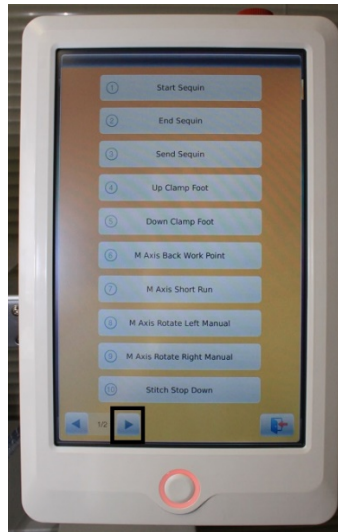 1 Start Sequin
2 End Sequin
3 Send Sequin
4 Up Clamp Foot
5 Down Clamp Foot
6 M Axis Back Work Point
7 M Axis Short Run
8 M Axis Rotate Left Manual
9 M Axis Rotate Right Manual
10 Stitch Stop Down
1/2